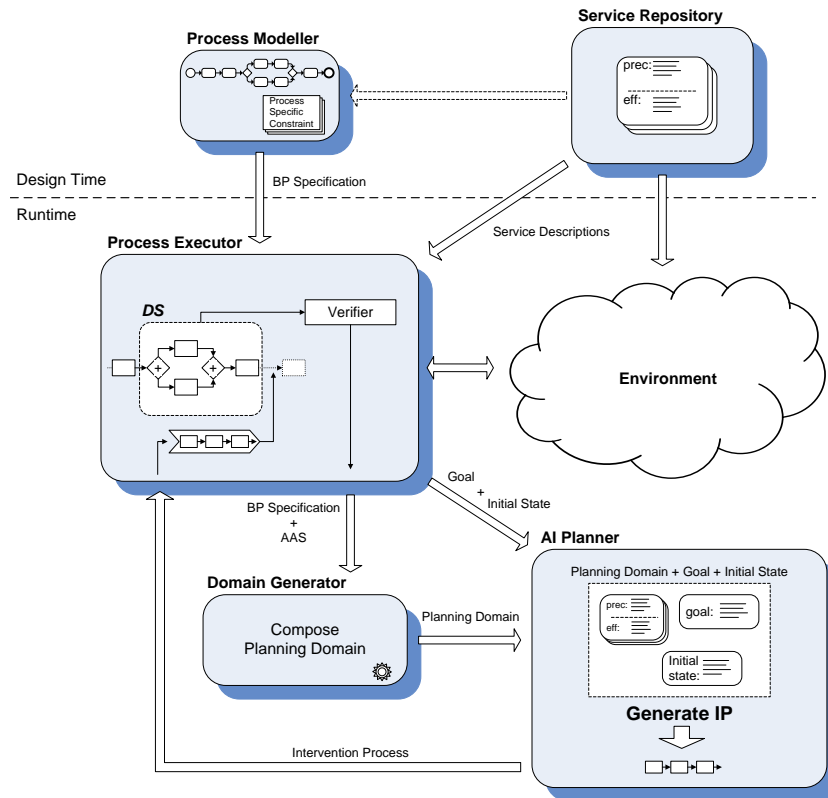 Service Repository
Process Modeller
prec:
eff:
Process
Specific
Constraint
Design Time
BP Specification
Runtime
Service Descriptions
Process Executor
DS
Verifier
+
+
Environment
Goal
+
Initial State
BP Specification
+
AAS
AI Planner
Domain Generator
Planning Domain + Goal + Initial State
Compose
Planning Domain
Planning Domain
prec:
eff:
goal:
Initial
state:
Generate IP
Intervention Process